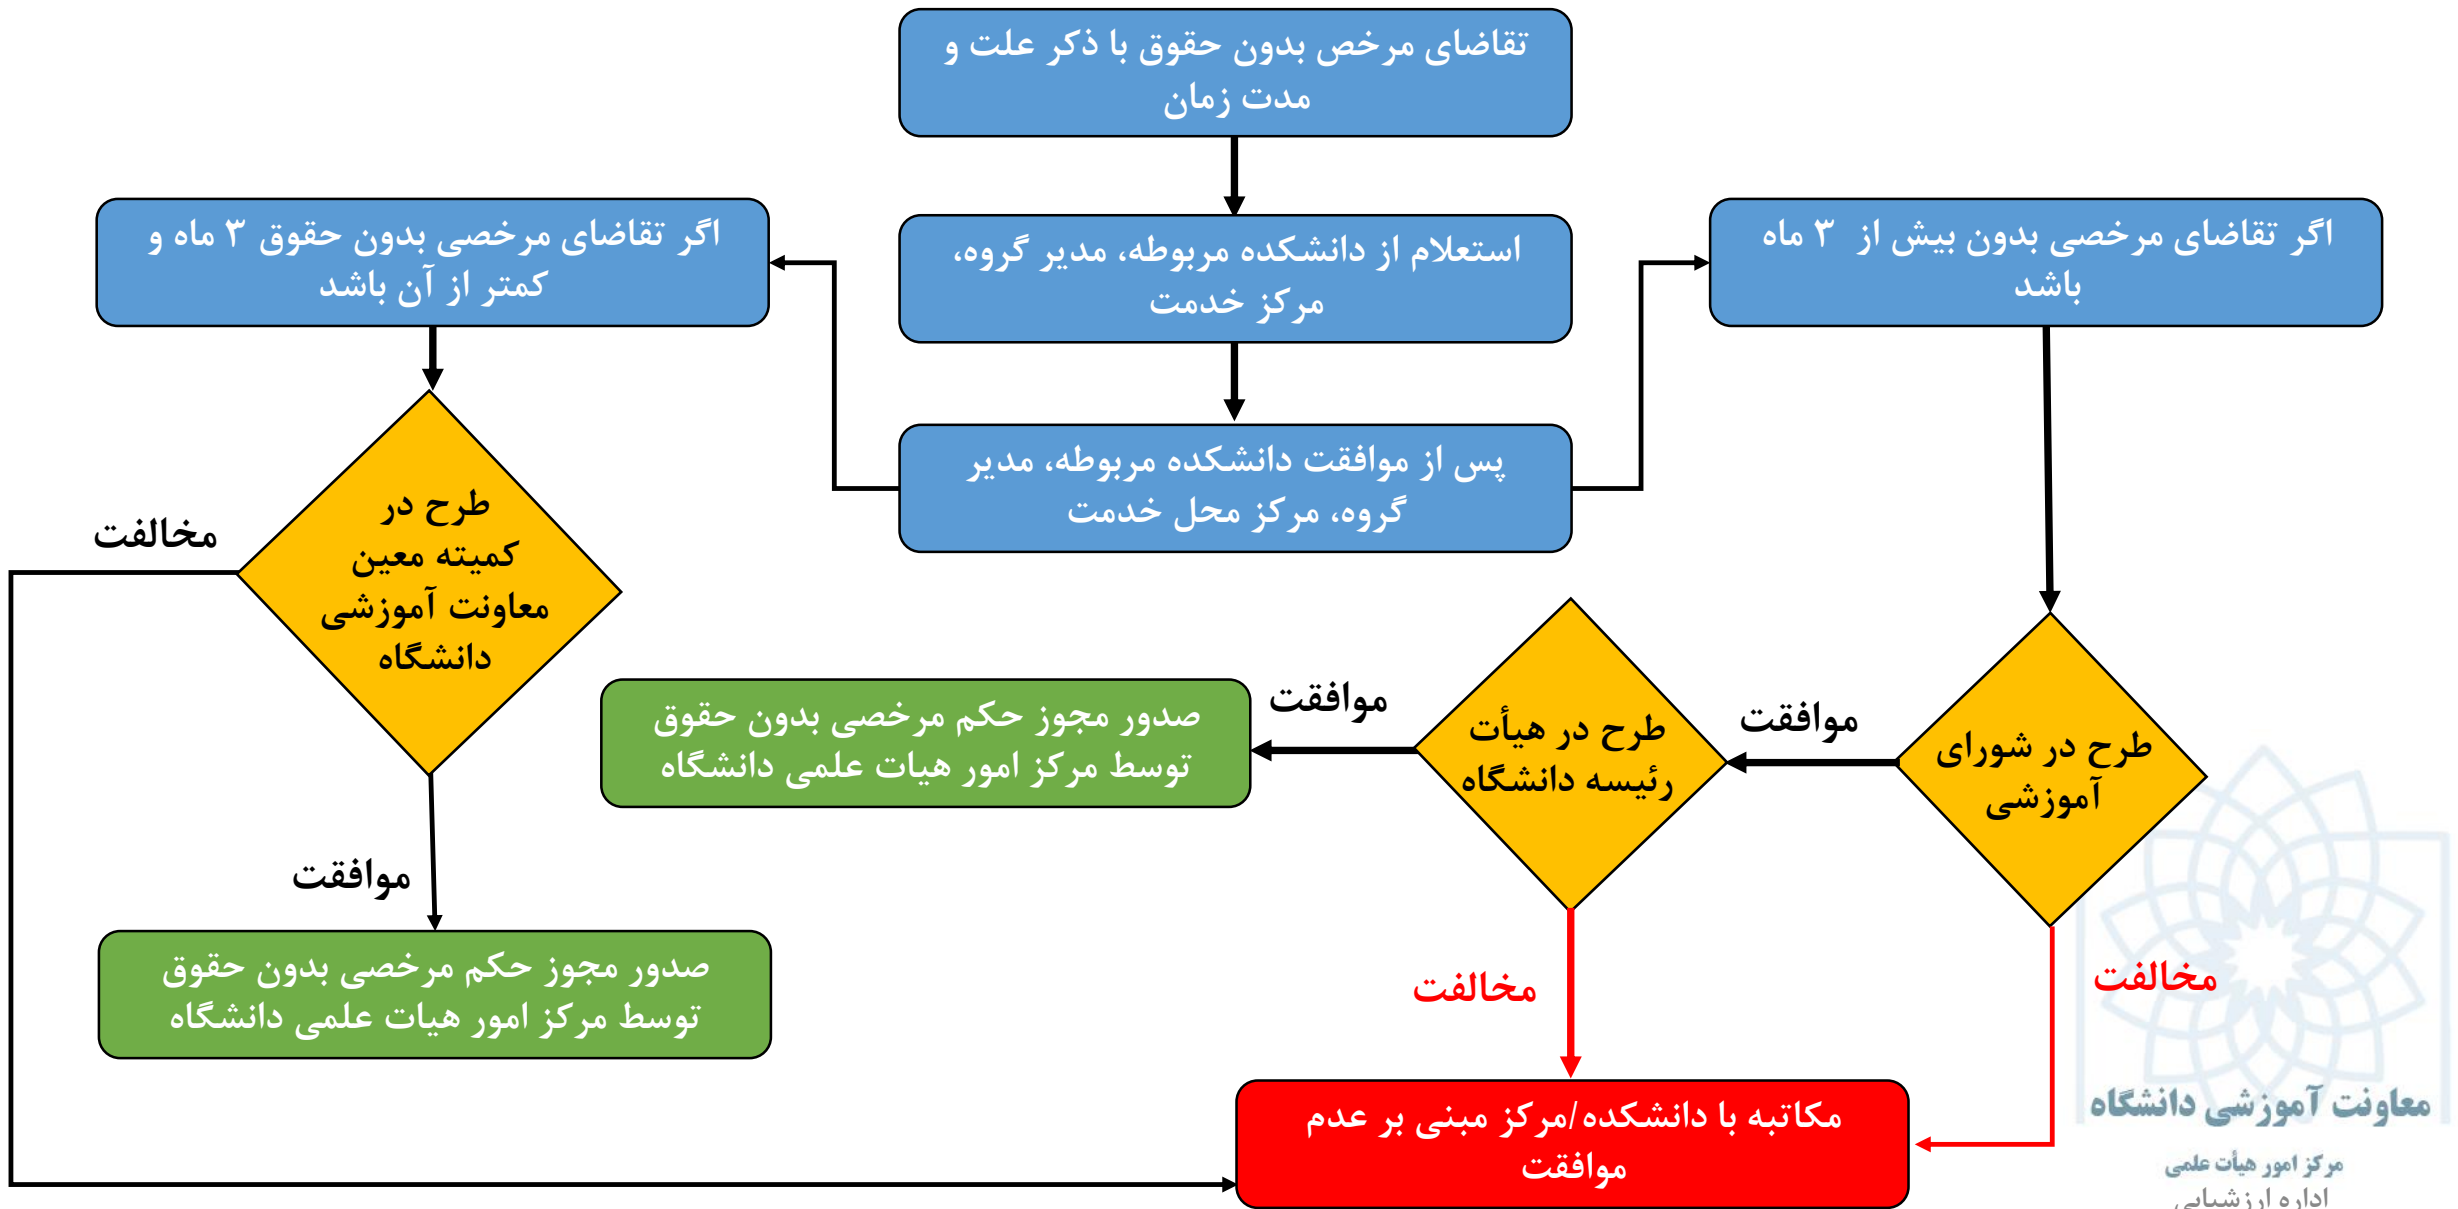 تقاضای مرخص بدون حقوق با ذکر علت و
مدت زمان
استعلام از دانشکده مربوطه، مدیر گروه،
مرکز خدمت
پس از موافقت دانشکده مربوطه، مدیر
گروه، مرکز محل خدمت
اگر تقاضای مرخصی بدون بیش از ۳ ماه
باشد
اگر تقاضای مرخصی بدون حقوق ۳ ماه و
کمتر از آن باشد
طرح در شورای
آموزشی
موافقت
مخالفت
طرح در هیأت
رئیسه دانشگاه
موافقت
مخالفت
صدور مجوز حکم مرخصی بدون حقوق
توسط مرکز امور هیات علمی دانشگاه
طرح در
کمیته معین
معاونت آموزشی
دانشگاه
مخالفت
موافقت
صدور مجوز حکم مرخصی بدون حقوق
توسط مرکز امور هیات علمی دانشگاه
مکاتبه با دانشکده/مرکز مبنی بر عدم
موافقت
معاونت آموزشی دانشگاه
مرکز امور هیأت علمی
اداره ارزشیابی